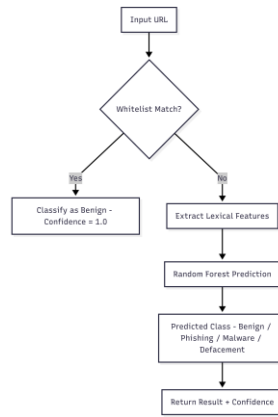 Input URL
Whitelist Match?
Yes
No
Classify as Benign -
Confidence = 1.0
Extract Lexical Features
Random Forest Prediction
Predicted Class - Benign /
Phishing / Malware /
Defacement
Return Result + Confidence